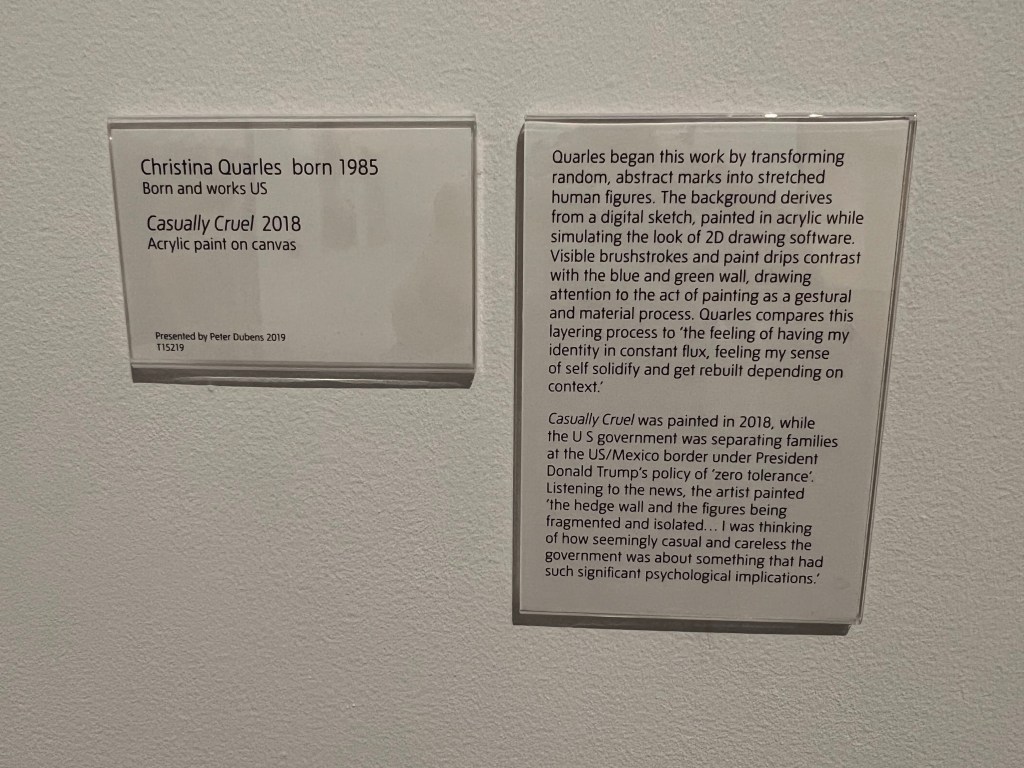 Christina Quarles born 1985
Born and works US
Casually Cruel 2018
Acrylic paint on canvas
Presented by Peter Dubens 2019
T15219
Quarles began this work by transforming
random, abstract marks into stretched
human figures. The background derives
from a digital sketch, painted in acrylic while
simulating the look of 2D drawing software.
Visible brushstrokes and paint drips contrast
with the blue and green wall, drawing
attention to the act of painting as a gestural
and material process. Quarles compares this
layering process to ‘the feeling of having my
identity in constant flux, feeling my sense
of self solidify and get rebuilt depending on
context.’
Casually Cruel was painted in 2018, while
the U S government was separating families
at the US/Mexico border under President
Donald Trump’s policy of ‘zero tolerance’.
Listening to the news, the artist painted
‘the hedge wall and the figures being
fragmented and isolated… I was thinking
of how seemingly casual and careless the
government was about something that had
such significant psychological implications.’